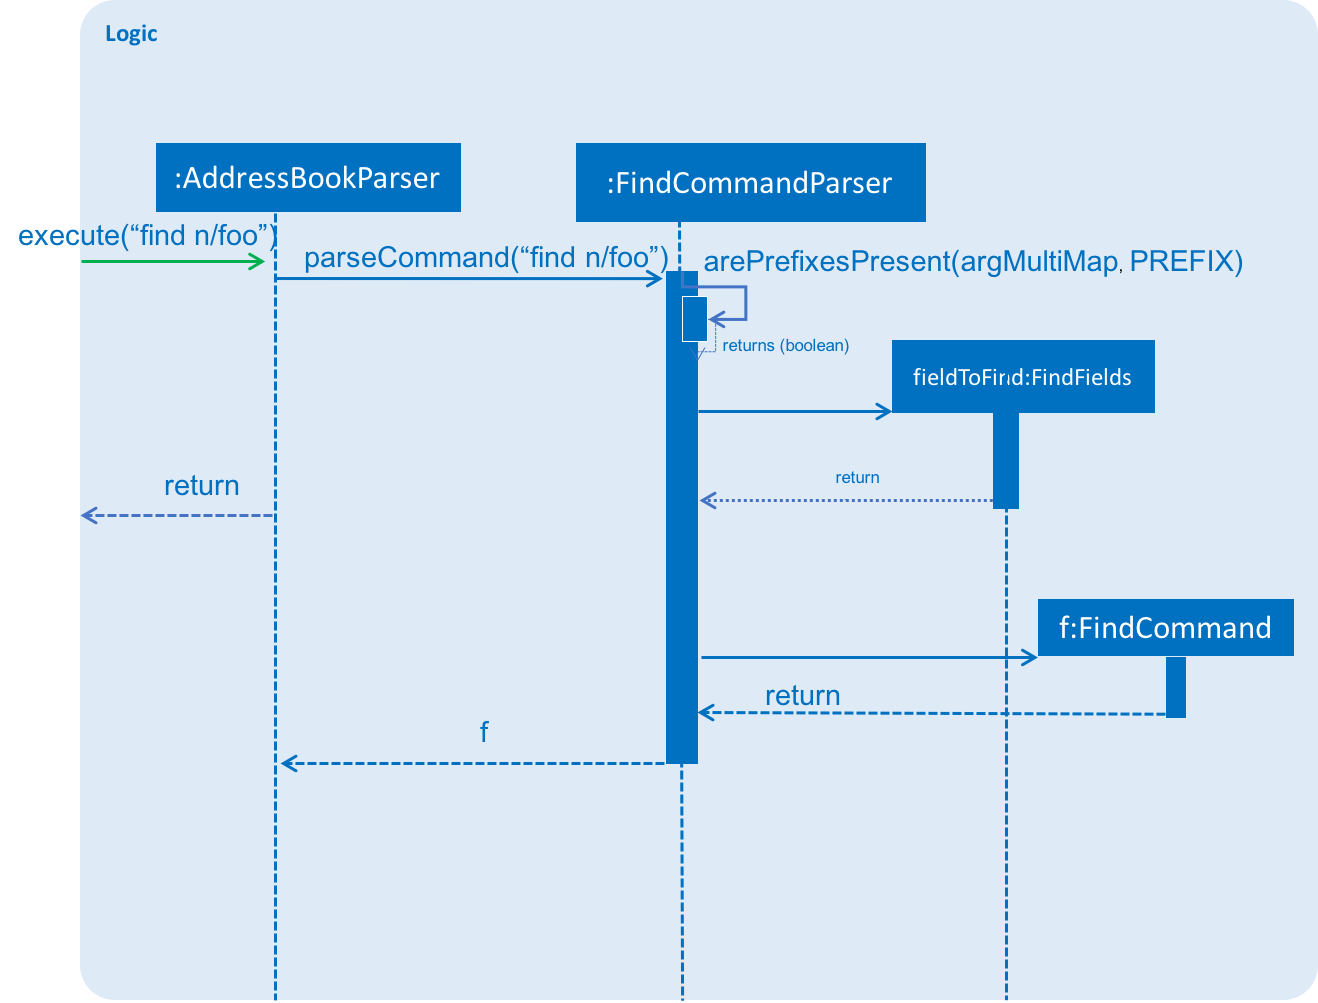 Logic
:AddressBookParser
:FindCommandParser
execute(“find n/foo”)
parseCommand(“find n/foo”)
arePrefixesPresent(argMultiMap, PREFIX)
returns (boolean)
fieldToFind:FindFields
return
return
f:FindCommand
return
f